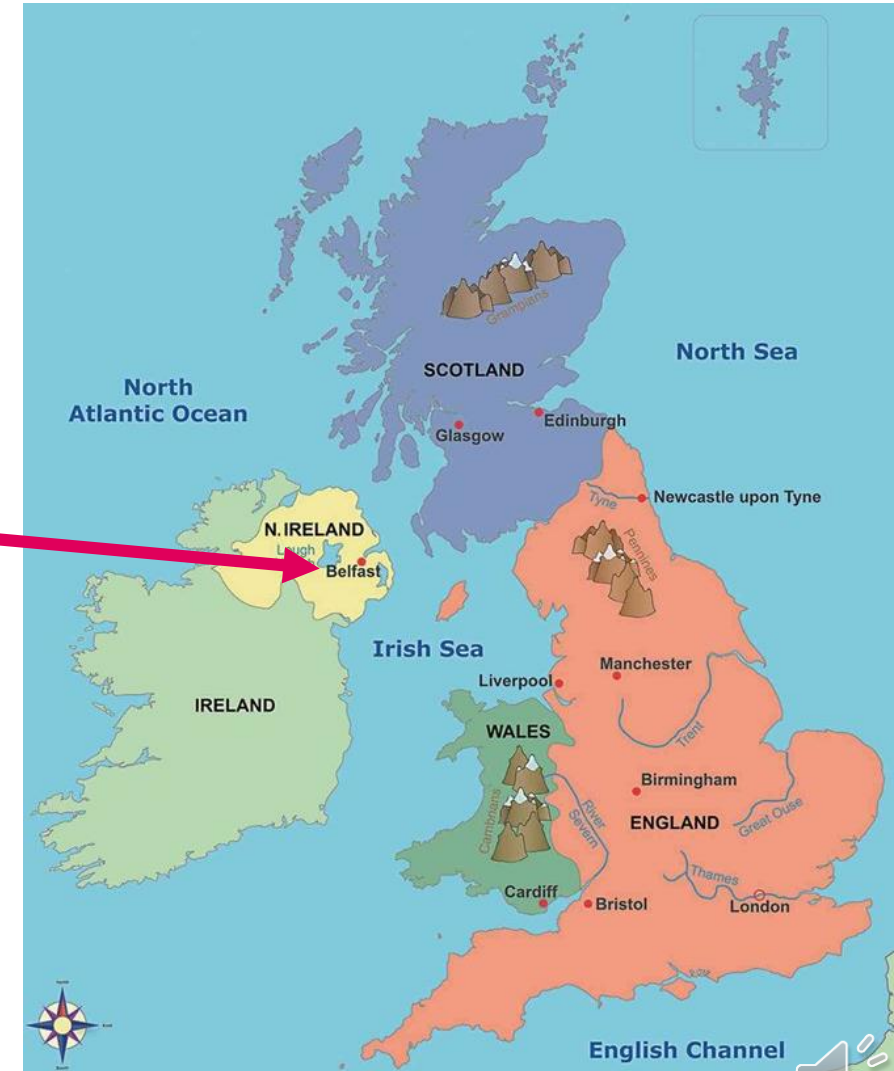 North
Atlantic Ocean
SCOTLAND
Grampians
North Sea
Glasgow
Edinburgh
Tyne
Newcastle upon Tyne
N.IRELAND
Lough
Belfast
Pennines
Irish Sea
IRELAND
Liverpool
Manchester
WALES
Trent
Cambrians
River
Severn
Birmingham
ENGLAND
Great Ouse
Thames
Cardiff
Bristol
London
English Channel